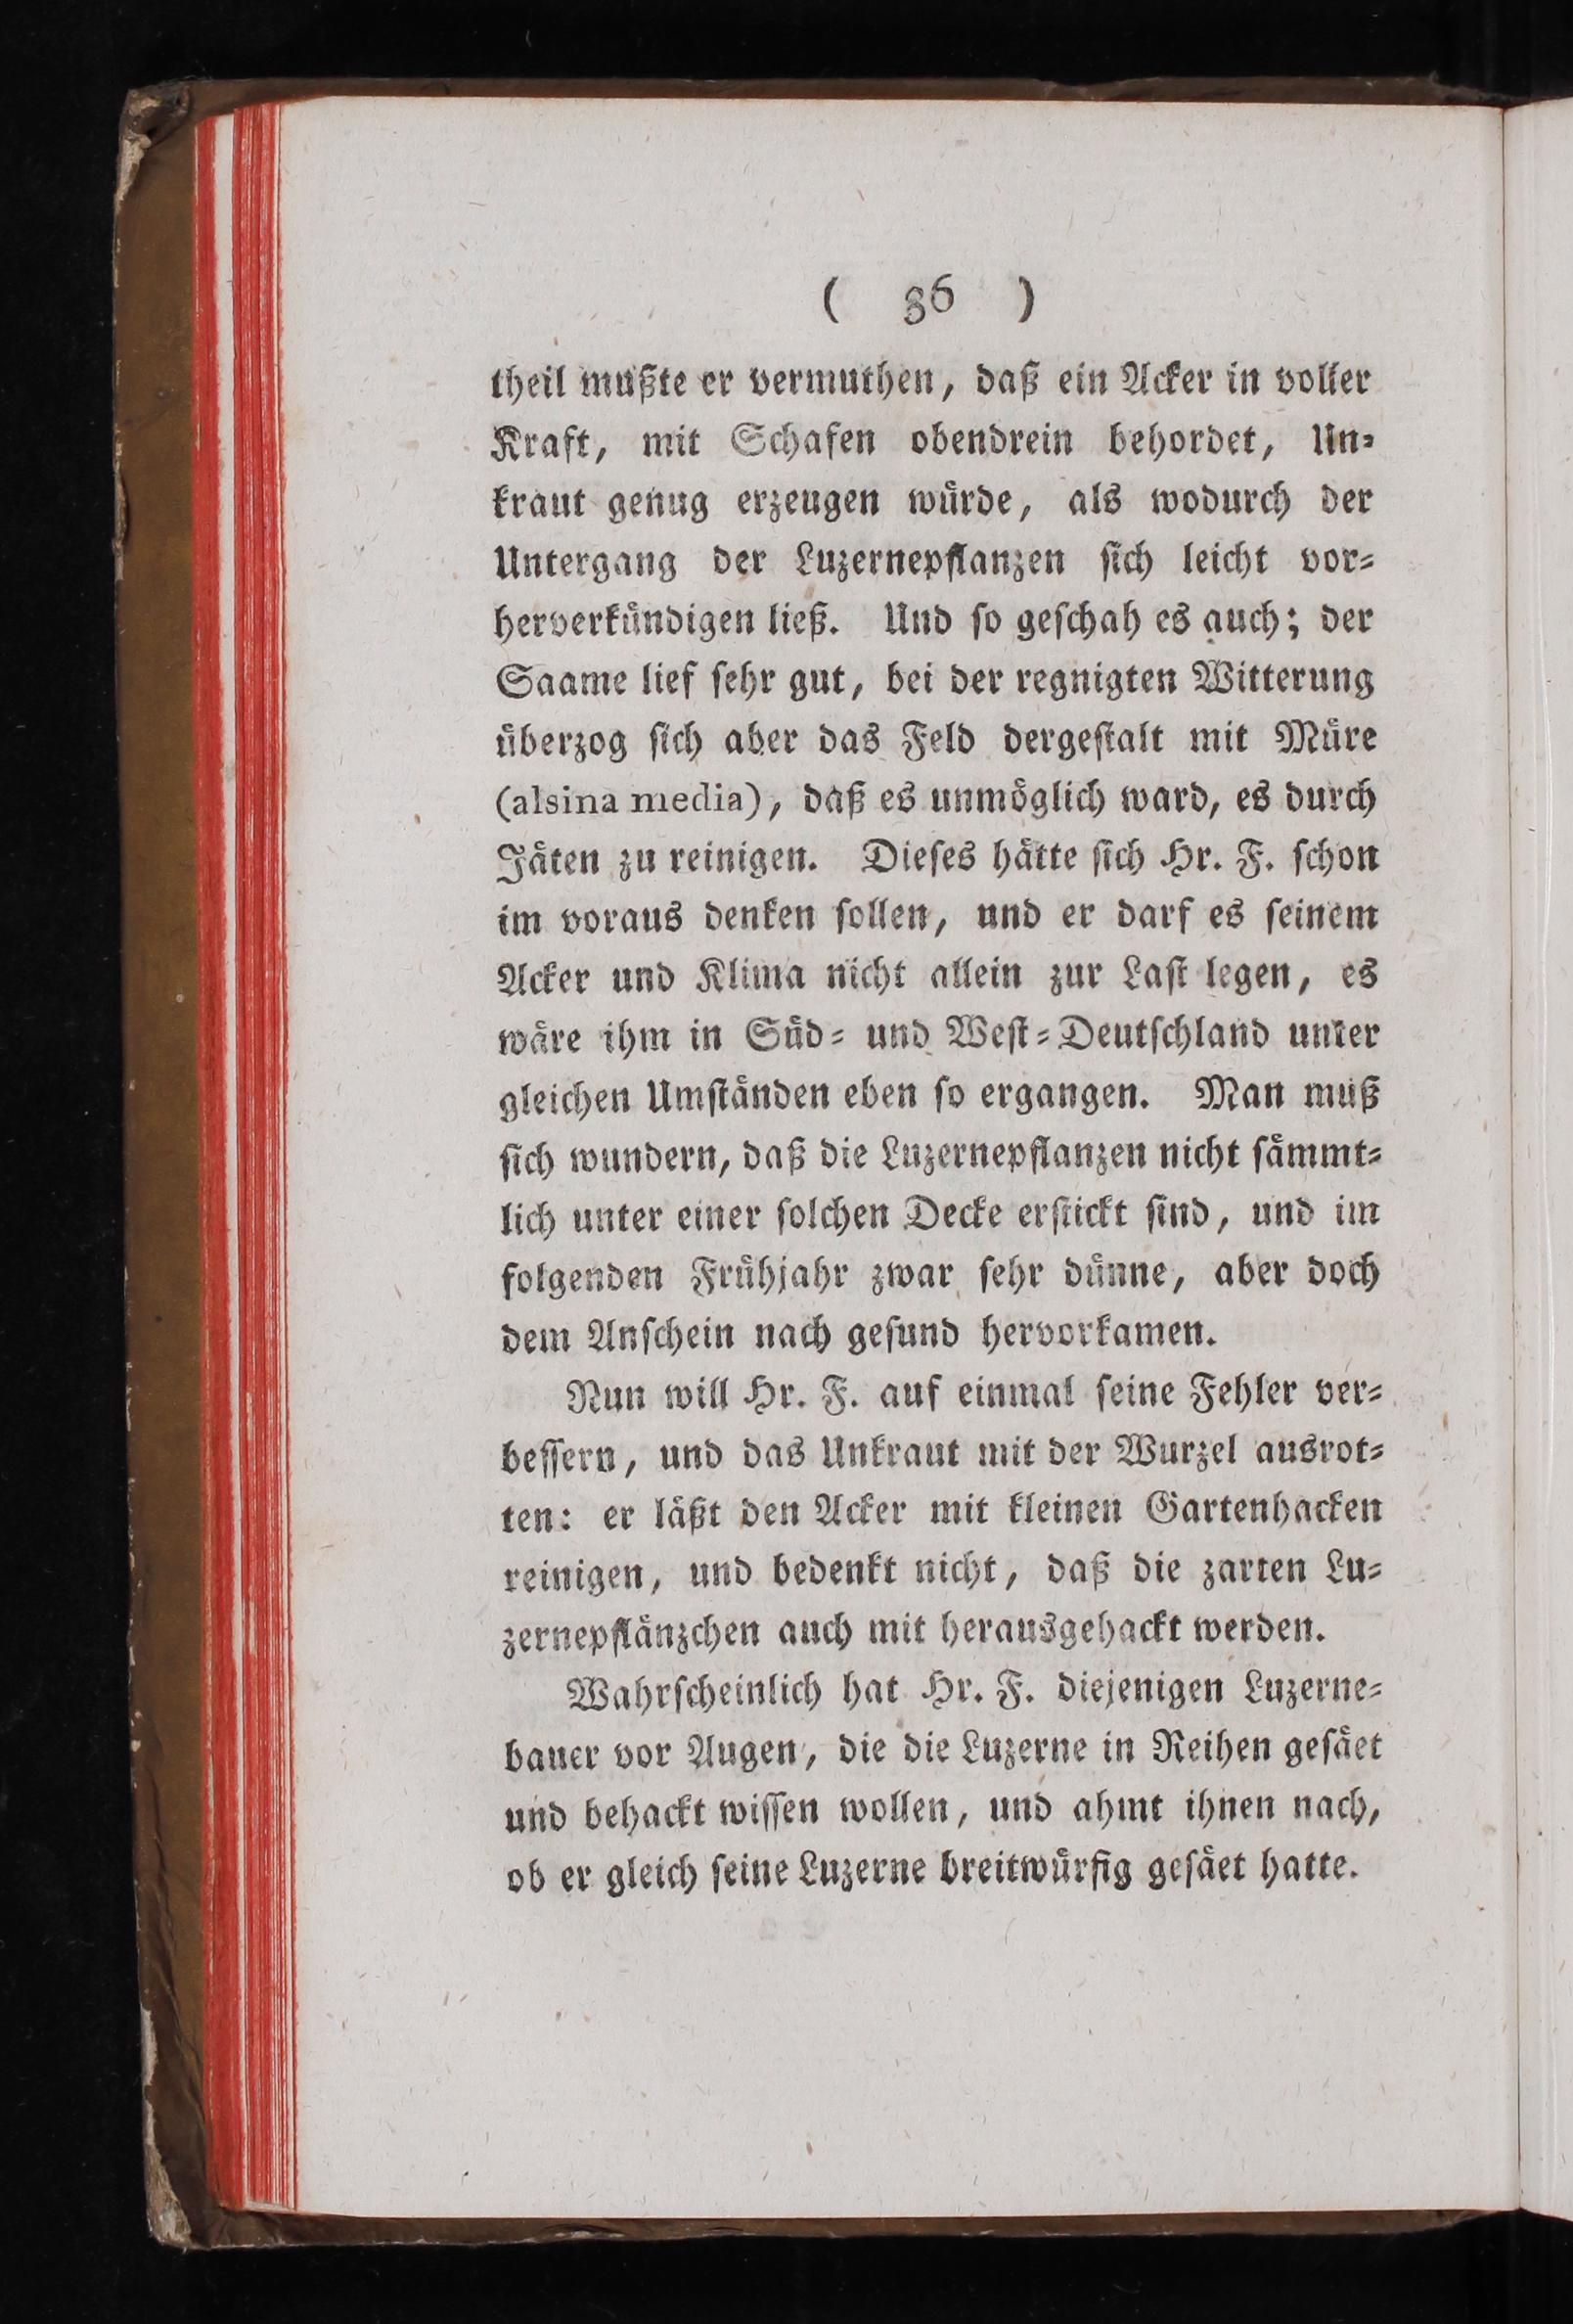 ( 36 )
theil mußte er vermuthen, daß ein Acker in voller
Kraft, mit Schafen obendrein behordet, Un-
kraut genug erzeugen würde, als wodurch der
Untergang der Luzernepflanzen sich leicht vor-
herverkündigen ließ. Und so geschah es auch; der
Saame lief sehr gut, bei der regnigten Witterung
überzog sich aber das Feld dergestalt mit Müre
(alsina media), daß es unmöglich ward, es durch
Jäten zu reinigen. Dieses hätte sich Hr. F. schon
im voraus denken sollen, und er darf es seinem
Acker und Klima nicht allein zur Last legen, es
wäre ihm in Süd- und West-Deutschland unter
gleichen Umständen eben so ergangen. Man muß
sich wundern, daß die Luzernepflanzen nicht sämmt-
lich unter einer solchen Decke erstickt sind, und im
folgenden Frühjahr zwar sehr dünne, aber doch
dem Anschein nach gesund hervorkamen.
Nun will Hr. F. auf einmal seine Fehler ver-
bessern, und das Unkraut mit der Wurzel ausrot-
ten: er läßt den Acker mit kleinen Gartenhacken
reinigen, und bedenkt nicht, daß die zarten Lu-
zernepflänzchen auch mit herausgehackt werden.
Wahrscheinlich hat Hr. F. diejenigen Luzerne-
bauer vor Augen, die die Luzerne in Reihen gesäet
und behackt wissen wollen, und ahmt ihnen nach,
ob er gleich seine Luzerne breitwürfig gesäet hatte.